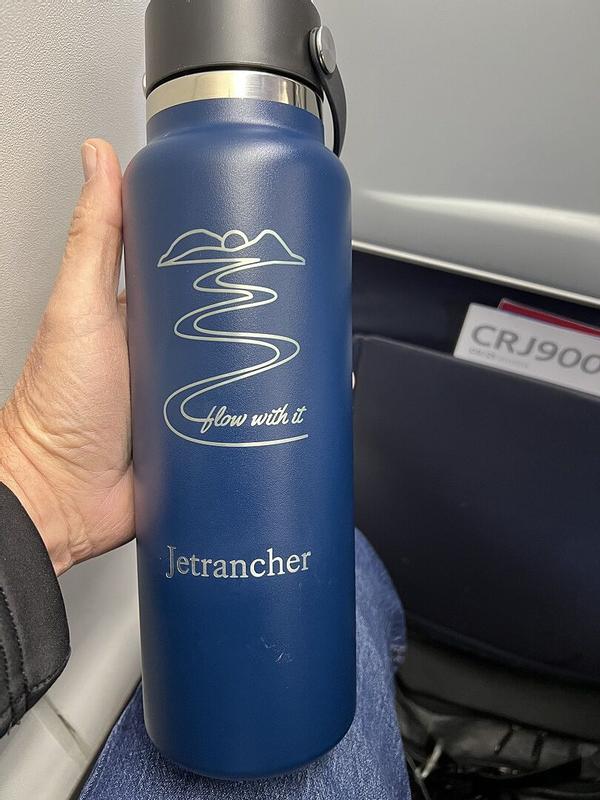 flow with it
Jetrancher
CRJ900